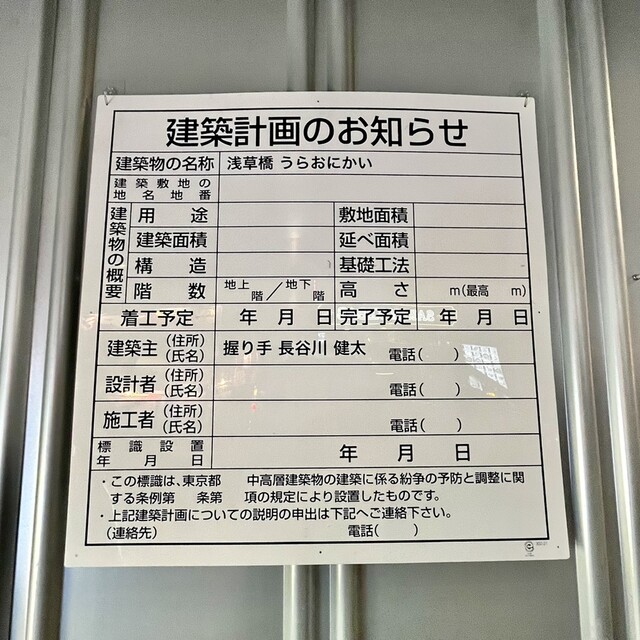 建築計画のお知らせ
建築物の名称 浅草橋 うらおにかい
建築敷地の
地名地番
建築物の概要
用途 敷地面積
建築面積 延べ面積
構造 基礎工法
階数 地上 階/地下 階 高さ m(最高 m)
着工予定 年 月 日 完了予定 年 月 日
建築主 (住所)(氏名) 握り手 長谷川 健太 電話( )
設計者 (住所)(氏名) 電話( )
施工者 (住所)(氏名) 電話( )
標識設置
年 月 日 年 月 日
・この標識は、東京都 中高層建築物の建築に係る紛争の予防と調整に関
する条例第 条第 項の規定により設置したものです。
・上記建築計画についての説明の申出は下記へご連絡下さい。
(連絡先) 電話( )